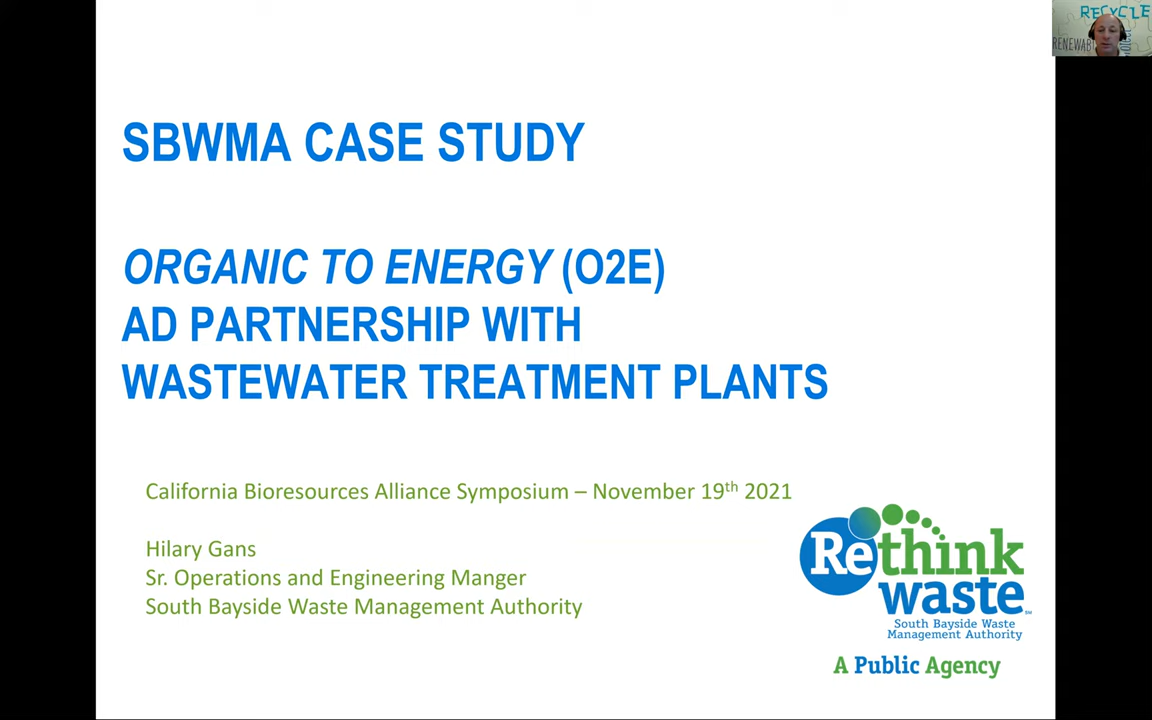 RECYCLE
RENEWAB
SBWMA CASE STUDY
ORGANIC TO ENERGY (O2E)
AD PARTNERSHIP WITH
WASTEWATER TREATMENT PLANTS
California Bioresources Alliance Symposium – November 19th 2021
Hilary Gans
Sr. Operations and Engineering Manger
South Bayside Waste Management Authority
Rethink
waste
South Bayside Waste
Management Authority
A Public Agency